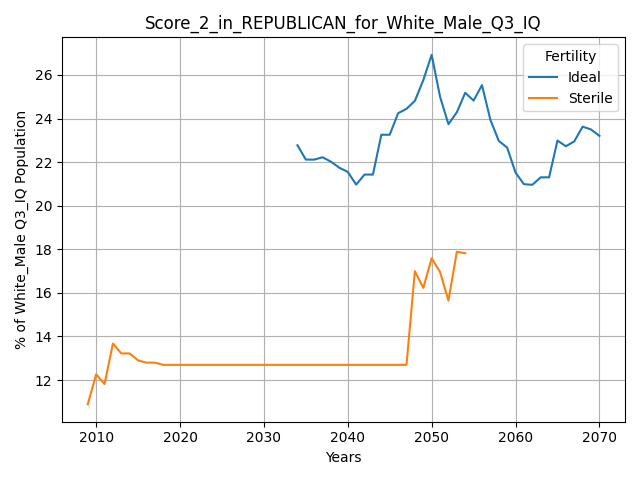 Score_2_in_REPUBLICAN_for_White_Male_Q3_IQ
Fertility
Ideal
Sterile
% of White_Male Q3_IQ Population
26
24
22
20
18
16
14
12
2010 2020 2030 2040 2050 2060 2070
Years